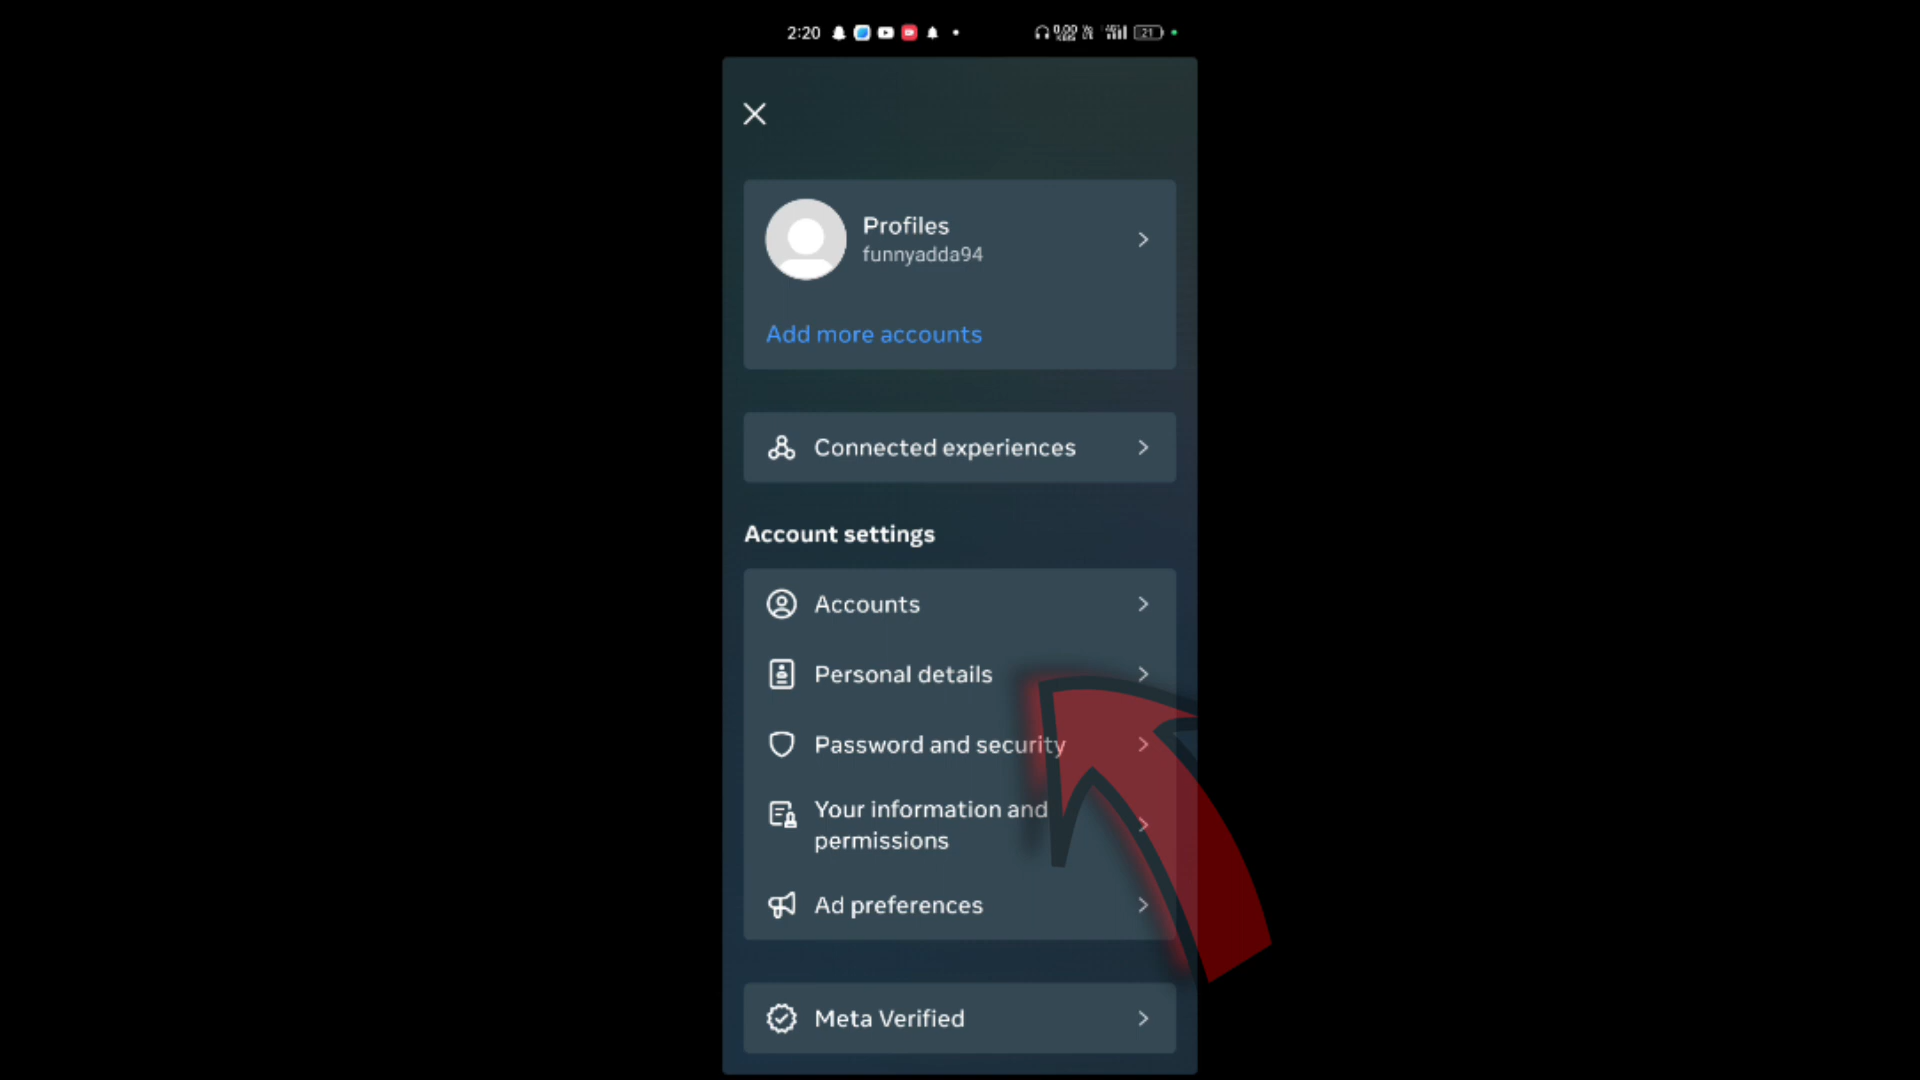 2:20
21
Profiles
funnyadda94
Add more accounts
Connected experiences
Account settings
Accounts
Personal details
Password and security
Your information and
permissions
Ad preferences
Meta Verified